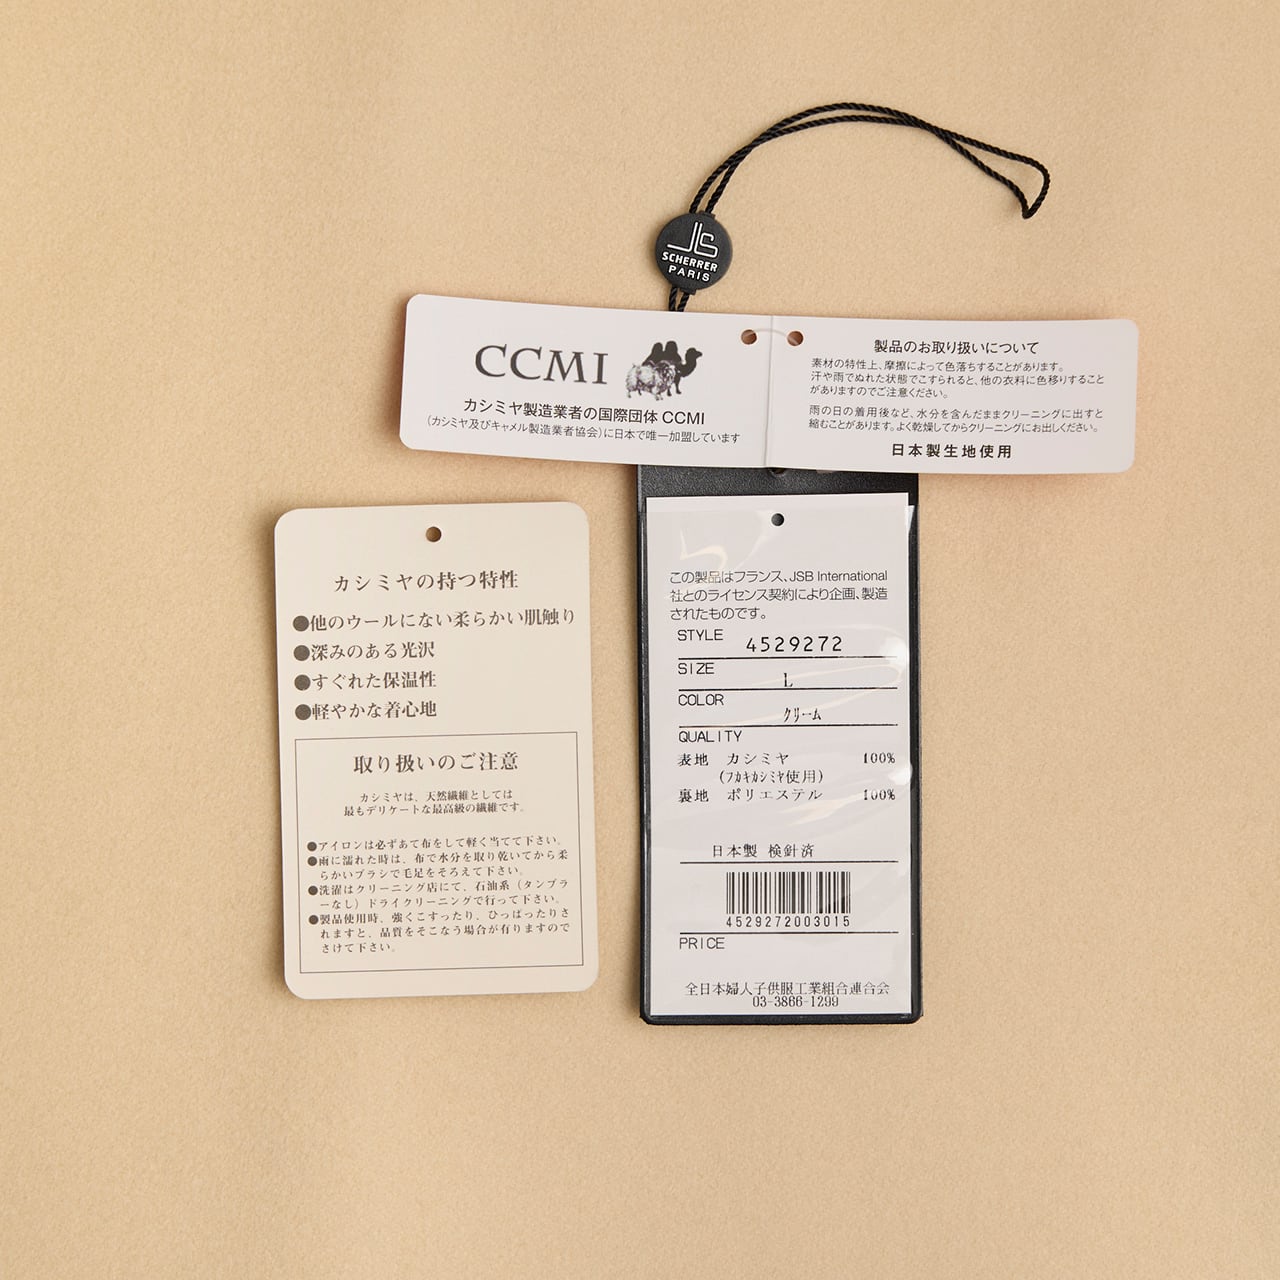 JLS
SCHERRER
PARIS
CCMI
カシミヤ製造業者の国際団体 CCMI
（カシミヤ及びキャメル製造業者協会）に日本で唯一加盟しています
製品のお取り扱いについて
素材の特性上、摩擦によって色落ちすることがあります。
汗や雨でぬれた状態でこすられると、他の衣料に色移りすること
がありますのでご注意ください。
雨の日の着用後など、水分を含んだままクリーニングに出すと
縮むことがあります。よく乾燥してからクリーニングにお出しください。
日本製生地使用
カシミヤの持つ特性
●他のウールにない柔らかい肌触り
●深みのある光沢
●すぐれた保温性
●軽やかな着心地
取り扱いのご注意
カシミヤは、天然繊維としては
最もデリケートな最高級の繊維です。
●アイロンは必ずあて布をして軽く当てて下さい。
●雨に濡れた時は、布で水分を取り乾いてから柔
らかいブラシで毛足をそろえて下さい。
●洗濯はクリーニング店にて、石油系（タンブラ
ーなし）ドライクリーニングで行って下さい。
●製品使用時、強くこすったり、ひっぱったりさ
れますと、品質をそこなう場合が有りますので
さけて下さい。
この製品はフランス、JSB International
社とのライセンス契約により企画、製造
されたものです。
STYLE 4529272
SIZE L
COLOR クリーム
QUALITY
表地 カシミヤ 100%
(フカキカシミヤ使用)
裏地 ポリエステル 100%
日本製 検針済
4529272003015
PRICE
全日本婦人子供服工業組合連合会
03-3866-1299